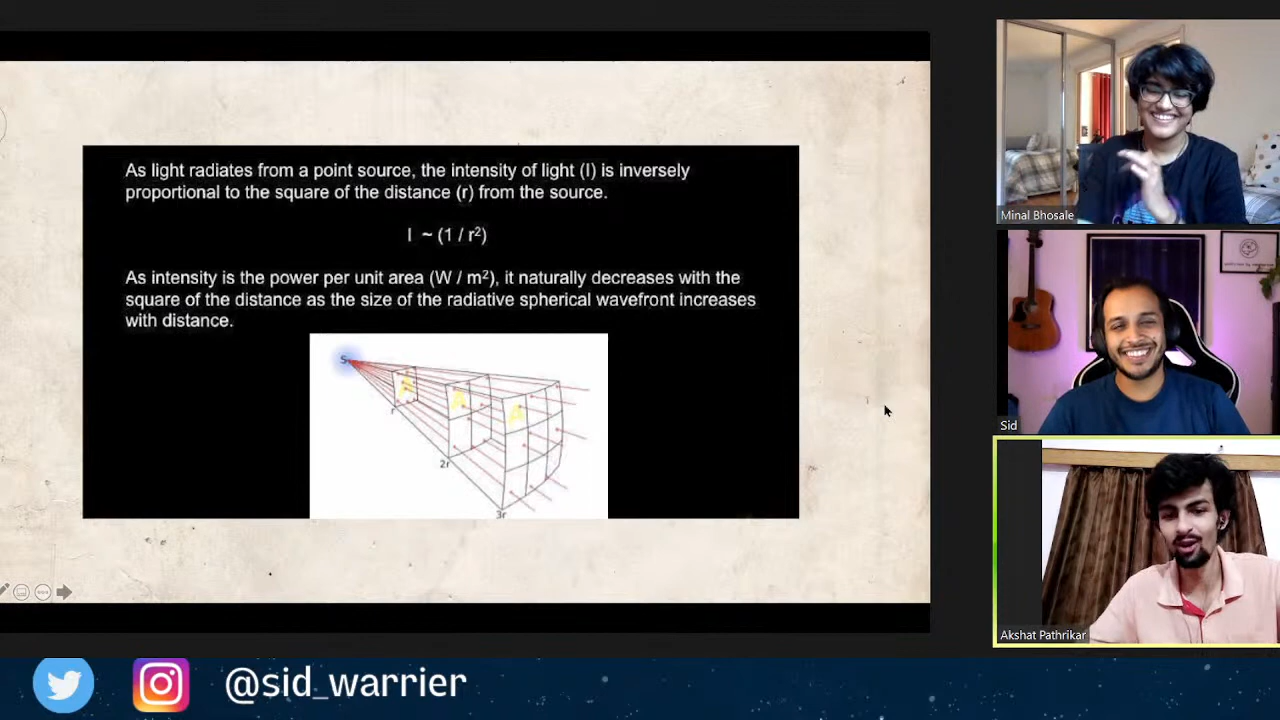 As light radiates from a point source, the intensity of light (I) is inversely
proportional to the square of the distance (r) from the source.
I ~ (1 / r²)
As intensity is the power per unit area (W / m²), it naturally decreases with the
square of the distance as the size of the radiative spherical wavefront increases
with distance.
S
A A A
r
2r
3r
Minal Bhosale
Sid
Akshat Pathrikar
@sid_warrier